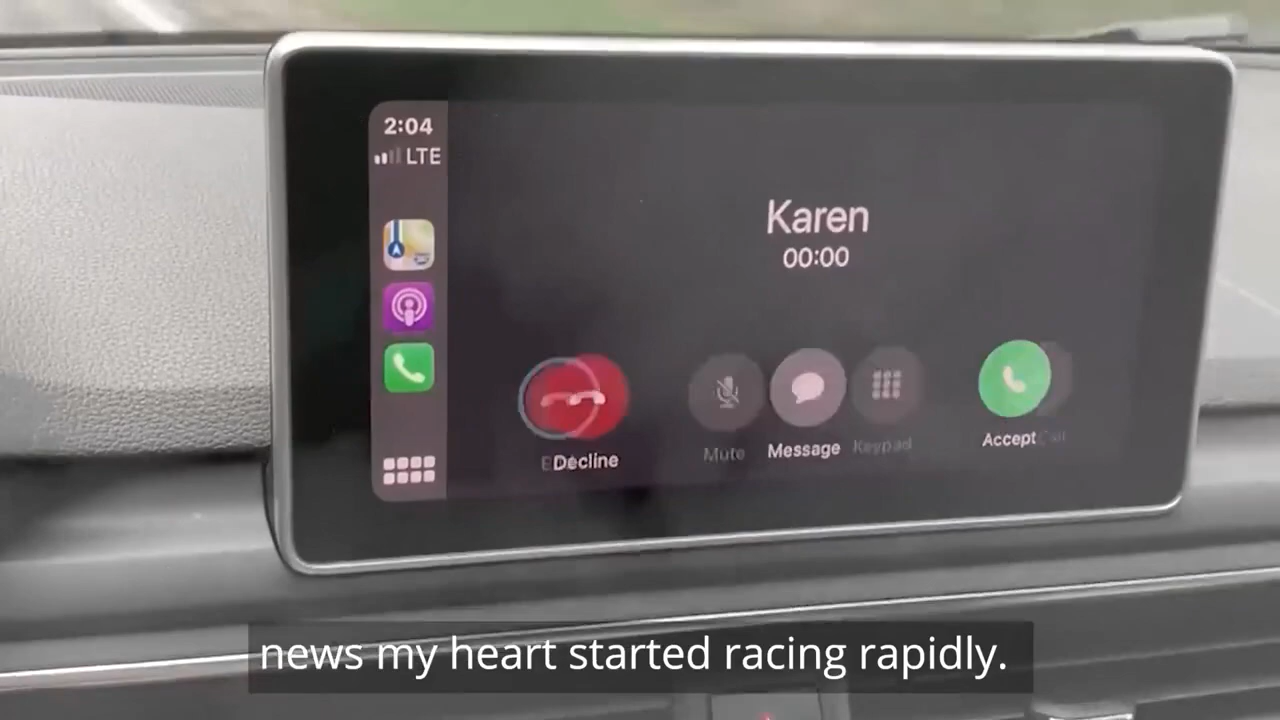 2:04
LTE
Karen
00:00
Decline
Mute
Message
Keypad
Accept
news my heart started racing rapidly.